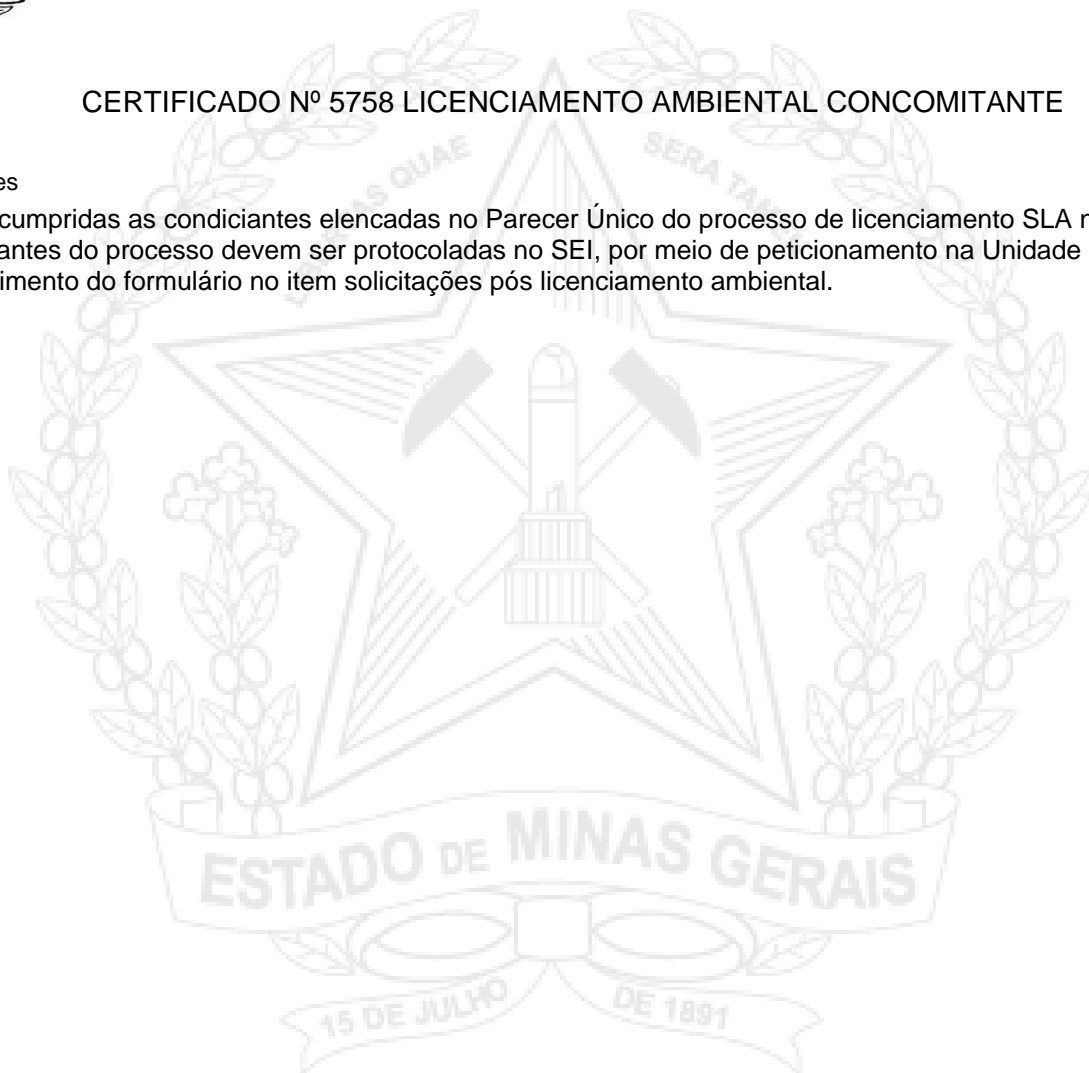 CERTIFICADO Nº 5758 LICENCIAMENTO AMBIENTAL CONCOMITANTE
es
cumpridas as condiciantes elencadas no Parecer Único do processo de licenciamento SLA n
antes do processo devem ser protocoladas no SEI, por meio de peticionamento na Unidade
imento do formulário no item solicitações pós licenciamento ambiental.
LIBERTAS QUAE SERA TAMEN
ESTADO DE MINAS GERAIS
15 DE JULHO DE 1891